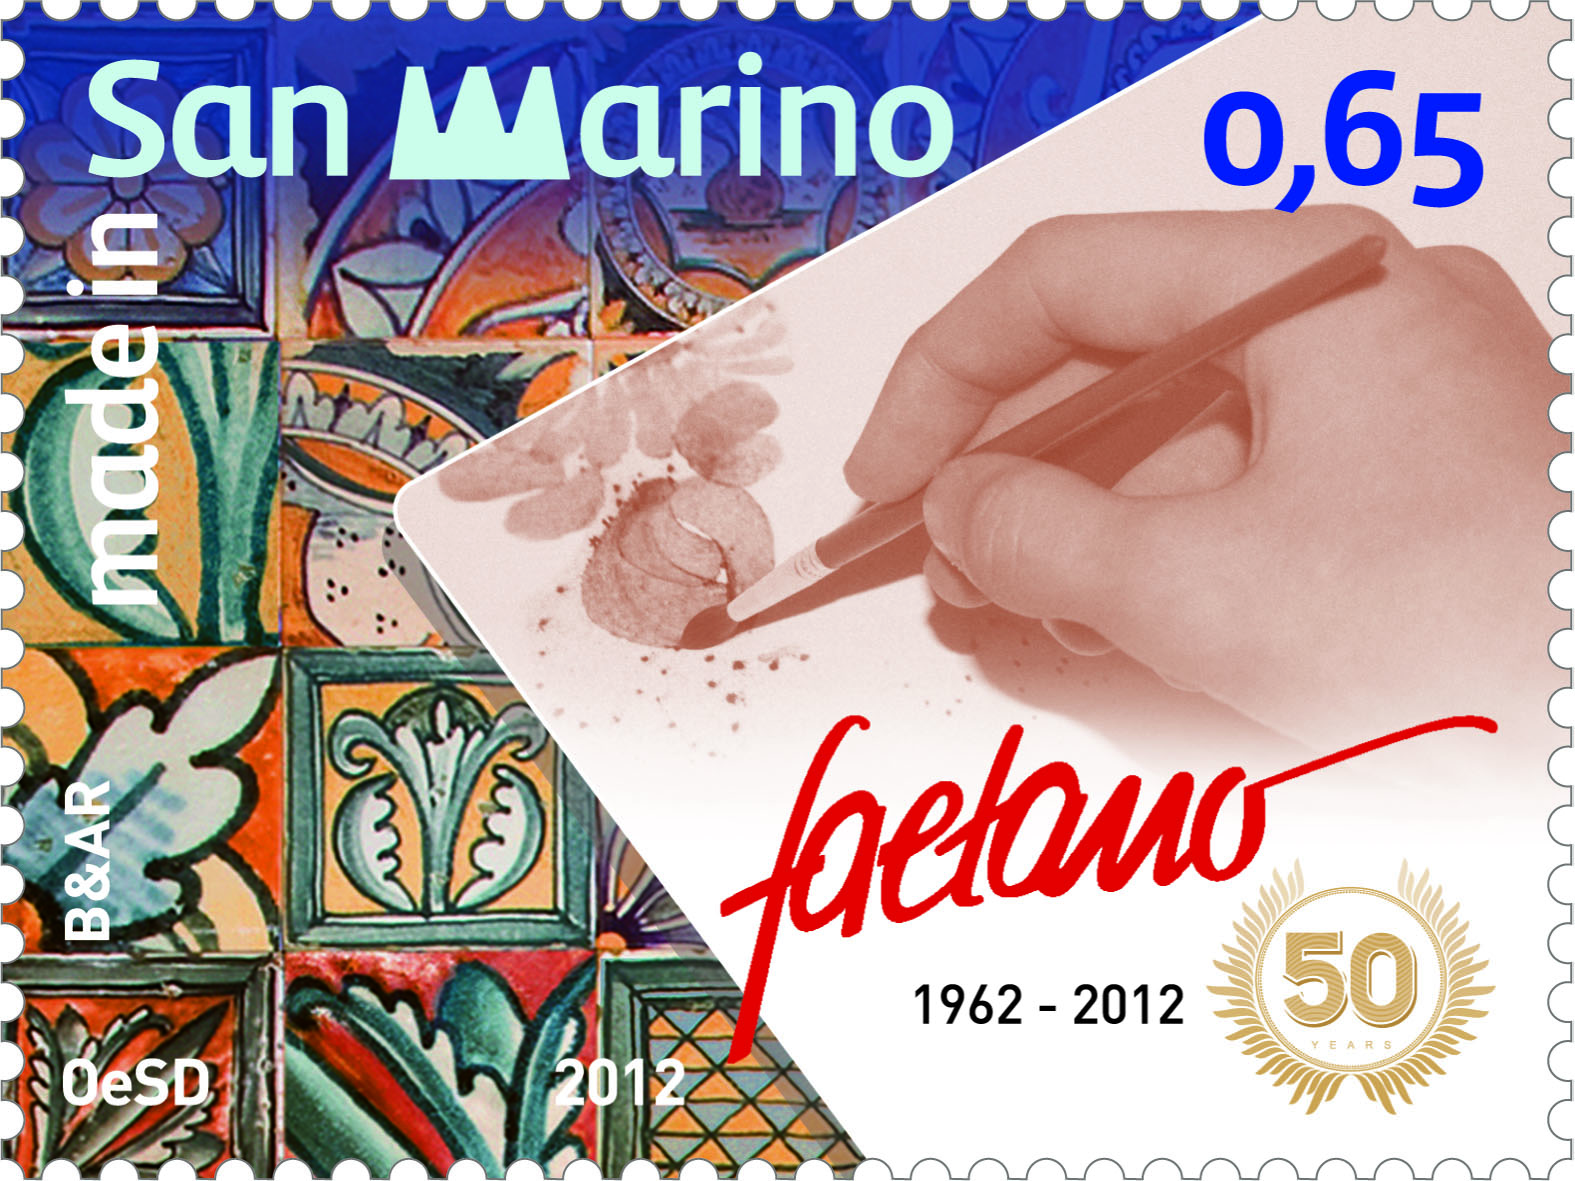 San Marino
0,65
made in
faetano
1962 - 2012
50
YEARS
B&AR
OeSD
2012